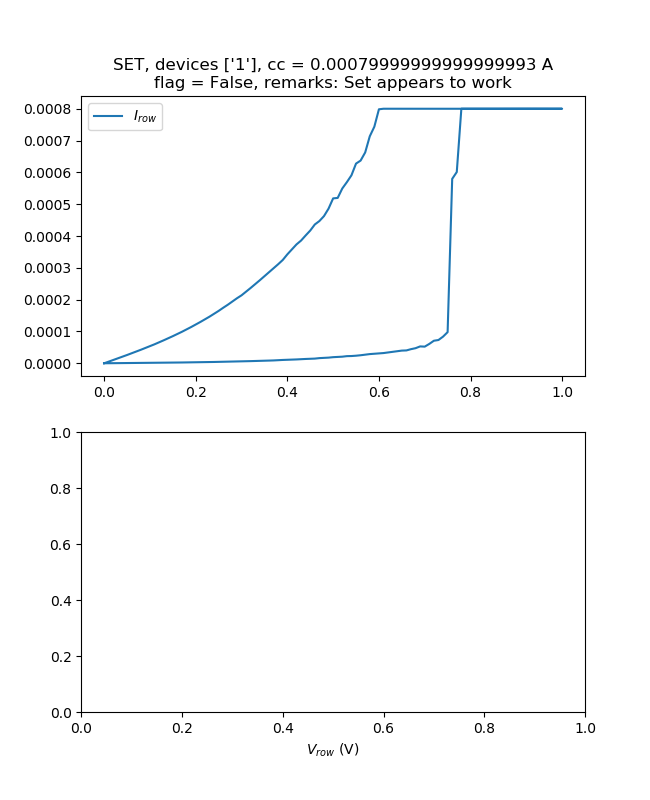 SET, devices ['1'], cc = 0.00079999999999999993 A
flag = False, remarks: Set appears to work
I_row
0.0008
0.0007
0.0006
0.0005
0.0004
0.0003
0.0002
0.0001
0.0000
0.0 0.2 0.4 0.6 0.8 1.0
1.0
0.8
0.6
0.4
0.2
0.0
0.0 0.2 0.4 0.6 0.8 1.0
V_row (V)